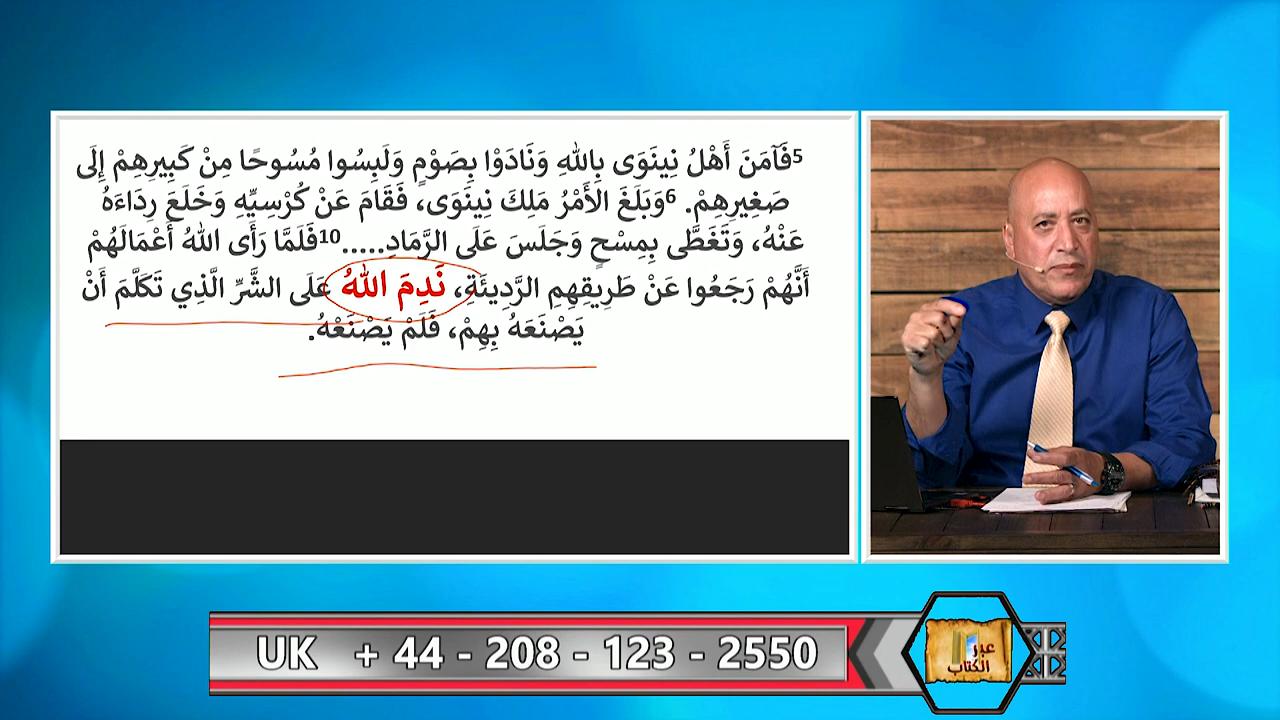 ⁵فَآمَنَ أَهْلُ نِينَوَى بِاللهِ وَنَادَوْا بِصَوْمٍ وَلَبِسُوا مُسُوحًا مِنْ كَبِيرِهِمْ إِلَى
صَغِيرِهِمْ. ⁶وَبَلَغَ الأَمْرُ مَلِكَ نِينَوَى، فَقَامَ عَنْ كُرْسِيِّهِ وَخَلَعَ رِدَاءَهُ
عَنْهُ، وَتَغَطَّى بِمِسْحٍ وَجَلَسَ عَلَى الرَّمَادِ.....¹⁰فَلَمَّا رَأَى اللهُ أَعْمَالَهُمْ
أَنَّهُمْ رَجَعُوا عَنْ طَرِيقِهِمِ الرَّدِيئَةِ، نَدِمَ اللهُ عَلَى الشَّرِّ الَّذِي تَكَلَّمَ أَنْ
يَصْنَعَهُ بِهِمْ، فَلَمْ يَصْنَعْهُ.
UK + 44 - 208 - 123 - 2550
عبر
الكتاب